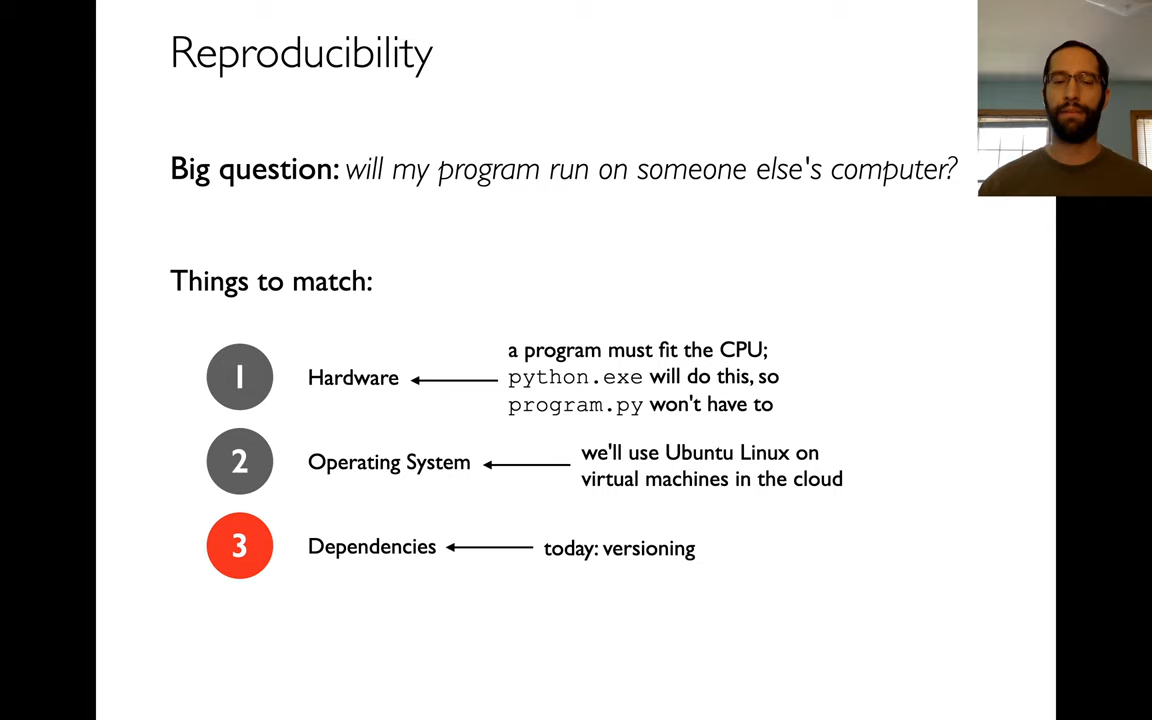 Reproducibility
Big question: will my program run on someone else's computer?
Things to match:
1
Hardware
a program must fit the CPU;
python.exe will do this, so
program.py won't have to
2
Operating System
we'll use Ubuntu Linux on
virtual machines in the cloud
3
Dependencies
today: versioning